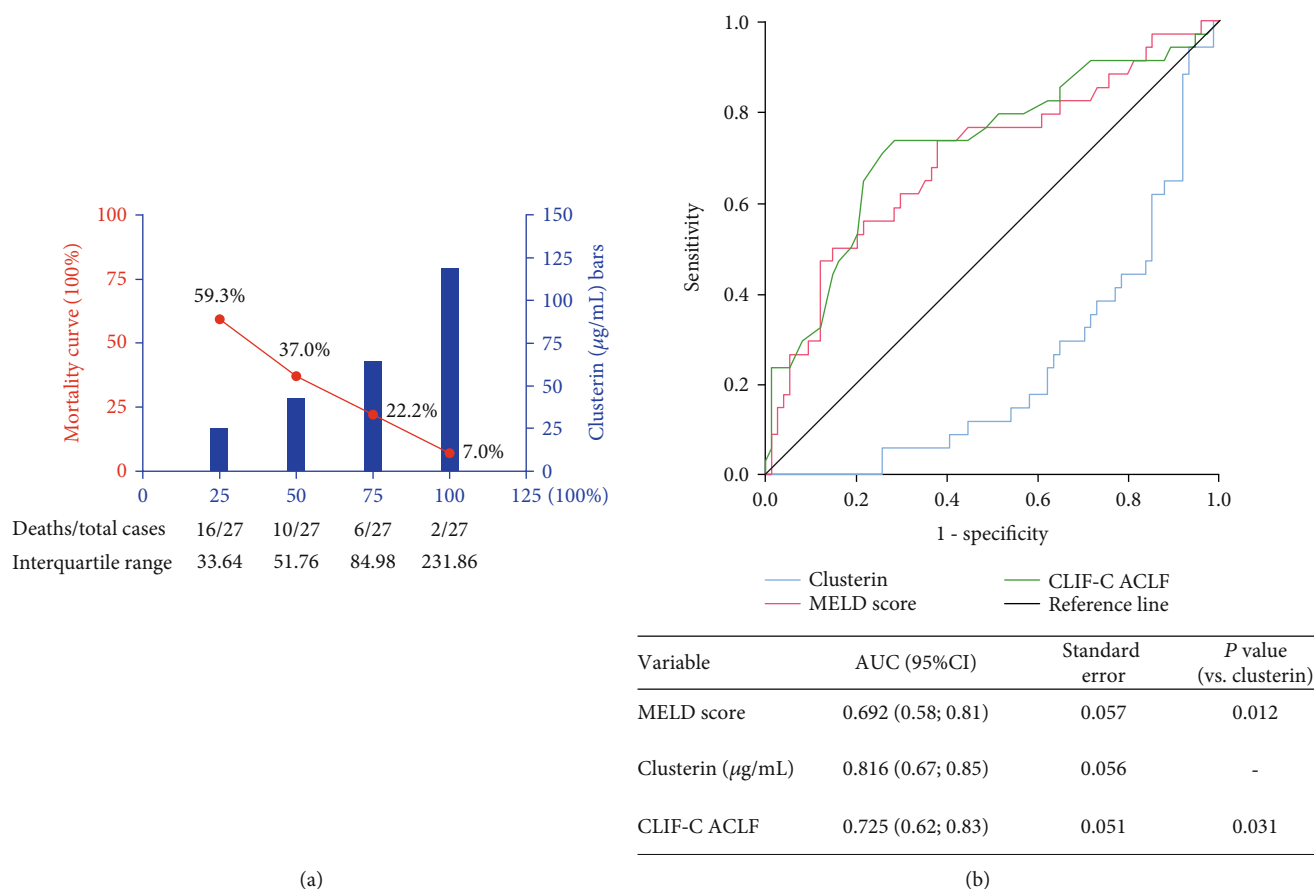 100
75
50
25
0
Mortality curve (100%)
59.3%
37.0%
22.2%
7.0%
150
125
100
75
50
25
0
Clusterin (μg/mL) bars
0 25 50 75 100 125 (100%)
Deaths/total cases 16/27 10/27 6/27 2/27
Interquartile range 33.64 51.76 84.98 231.86
(a)
1.0
0.8
0.6
0.4
0.2
0.0
Sensitivity
0.0 0.2 0.4 0.6 0.8 1.0
1 - specificity
Clusterin CLIF-C ACLF
MELD score Reference line
Variable AUC (95%CI) Standard error P value (vs. clusterin)
MELD score 0.692 (0.58; 0.81) 0.057 0.012
Clusterin (μg/mL) 0.816 (0.67; 0.85) 0.056 -
CLIF-C ACLF 0.725 (0.62; 0.83) 0.051 0.031
(b)